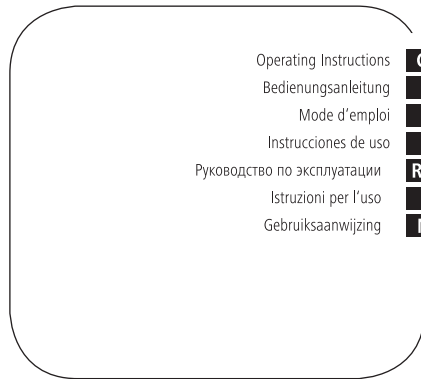 Operating Instructions
Bedienungsanleitung
Mode d’emploi
Instrucciones de uso
Руководство по эксплуатации
Istruzioni per l’uso
Gebruiksaanwijzing